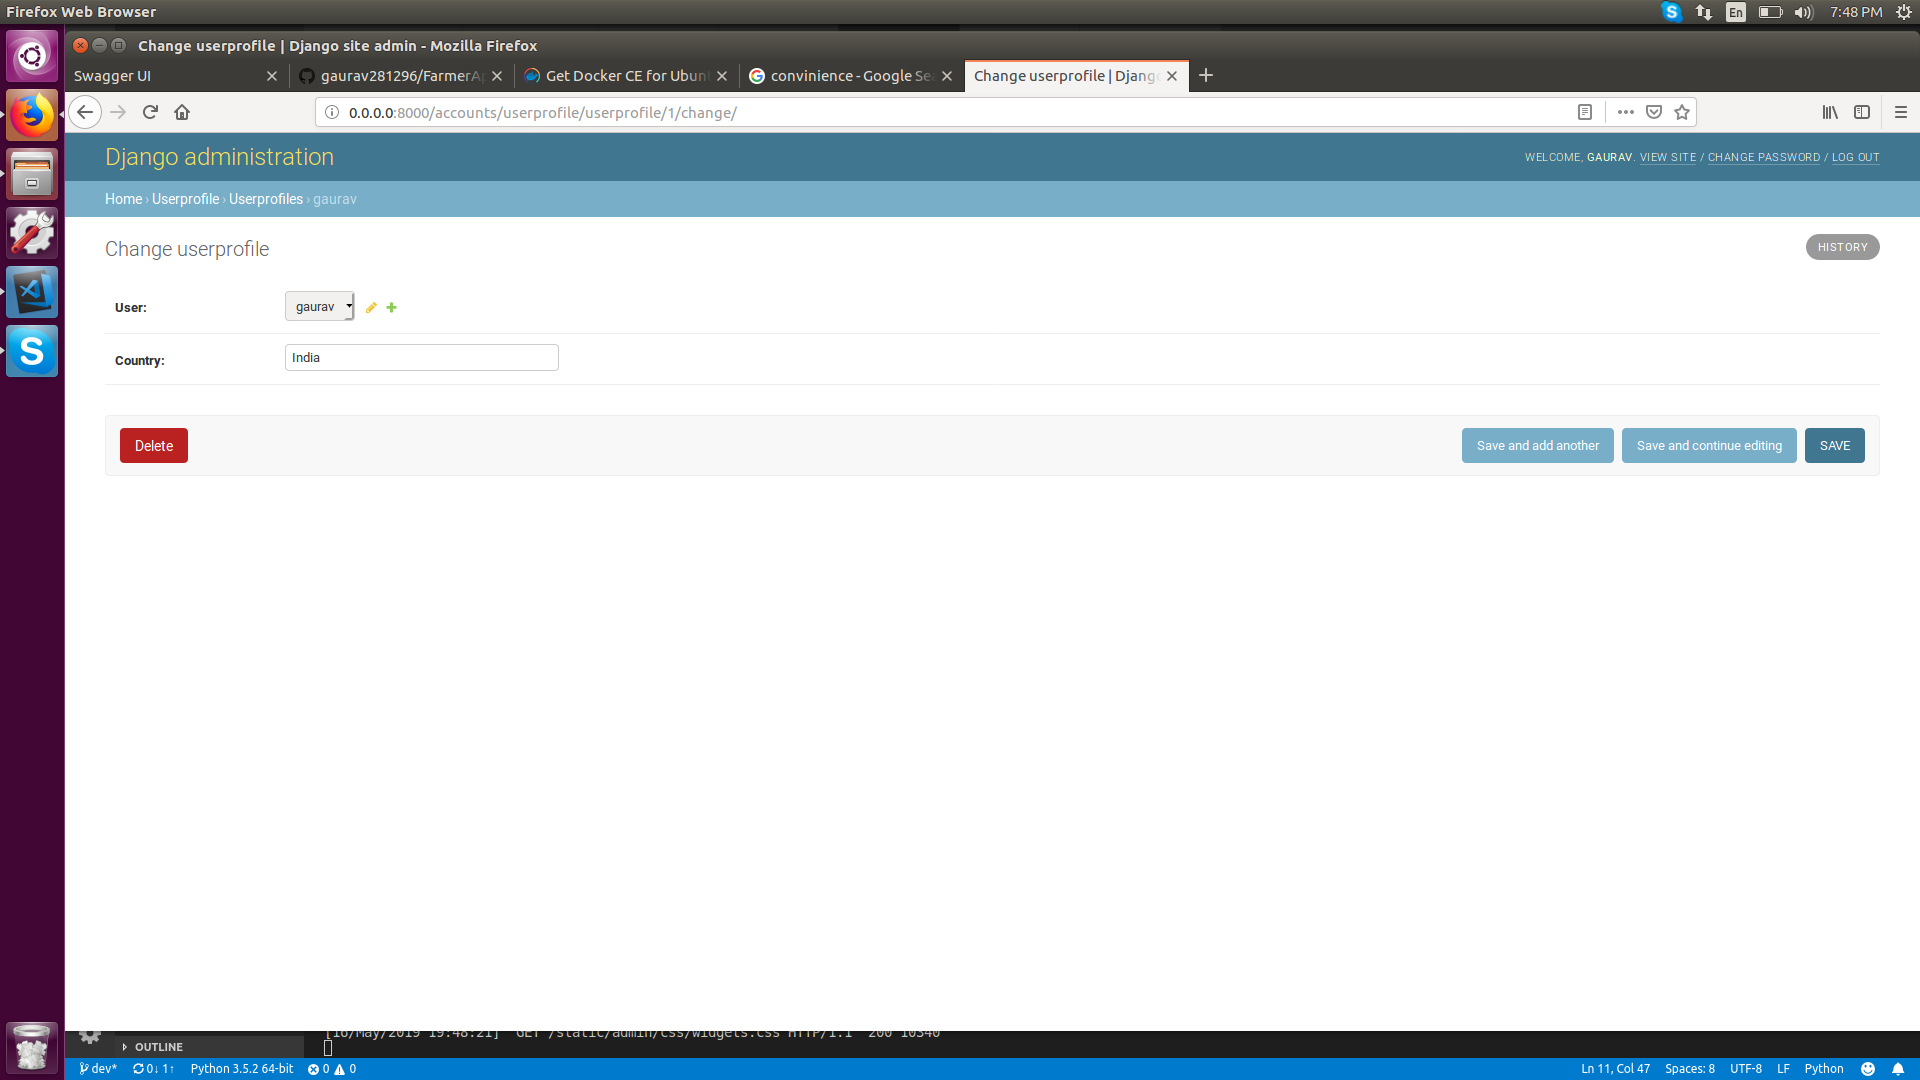 Firefox Web Browser
En
7:48 PM
Change userprofile | Django site admin - Mozilla Firefox
Swagger UI
gaurav281296/FarmerAp
Get Docker CE for Ubun
convinience - Google Se
Change userprofile | Djang
0.0.0.0:8000/accounts/userprofile/userprofile/1/change/
Django administration
WELCOME, GAURAV. VIEW SITE / CHANGE PASSWORD / LOG OUT
Home › Userprofile › Userprofiles › gaurav
Change userprofile
HISTORY
User:
gaurav
Country:
India
Delete
Save and add another
Save and continue editing
SAVE
[16/May/2019 19:48:21] "GET /static/admin/css/widgets.css HTTP/1.1" 200 10340
OUTLINE
dev*
0↓ 1↑
Python 3.5.2 64-bit
0
0
Ln 11, Col 47
Spaces: 8
UTF-8
LF
Python